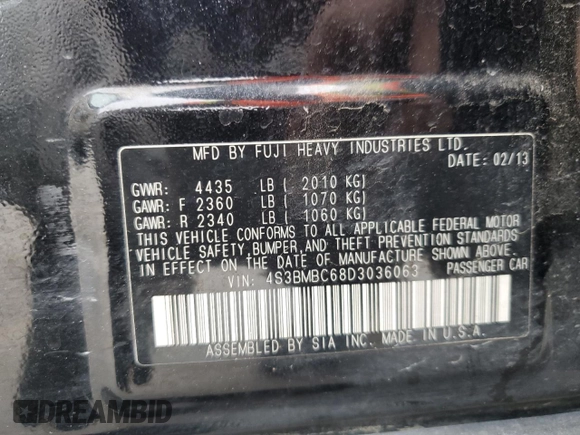 MFD BY FUJI HEAVY INDUSTRIES LTD.
DATE: 02/13
GVWR: 4435 LB ( 2010 KG)
GAWR: F 2360 LB ( 1070 KG)
GAWR: R 2340 LB ( 1060 KG)
THIS VEHICLE CONFORMS TO ALL APPLICABLE FEDERAL MOTOR
VEHICLE SAFETY, BUMPER, AND THEFT PREVENTION STANDARDS
IN EFFECT ON THE DATE OF MANUFACTURE SHOWN ABOVE.
VIN: 4S3BMBC68D3036063 PASSENGER CAR
ASSEMBLED BY SIA INC. MADE IN U.S.A.
DREAMBID